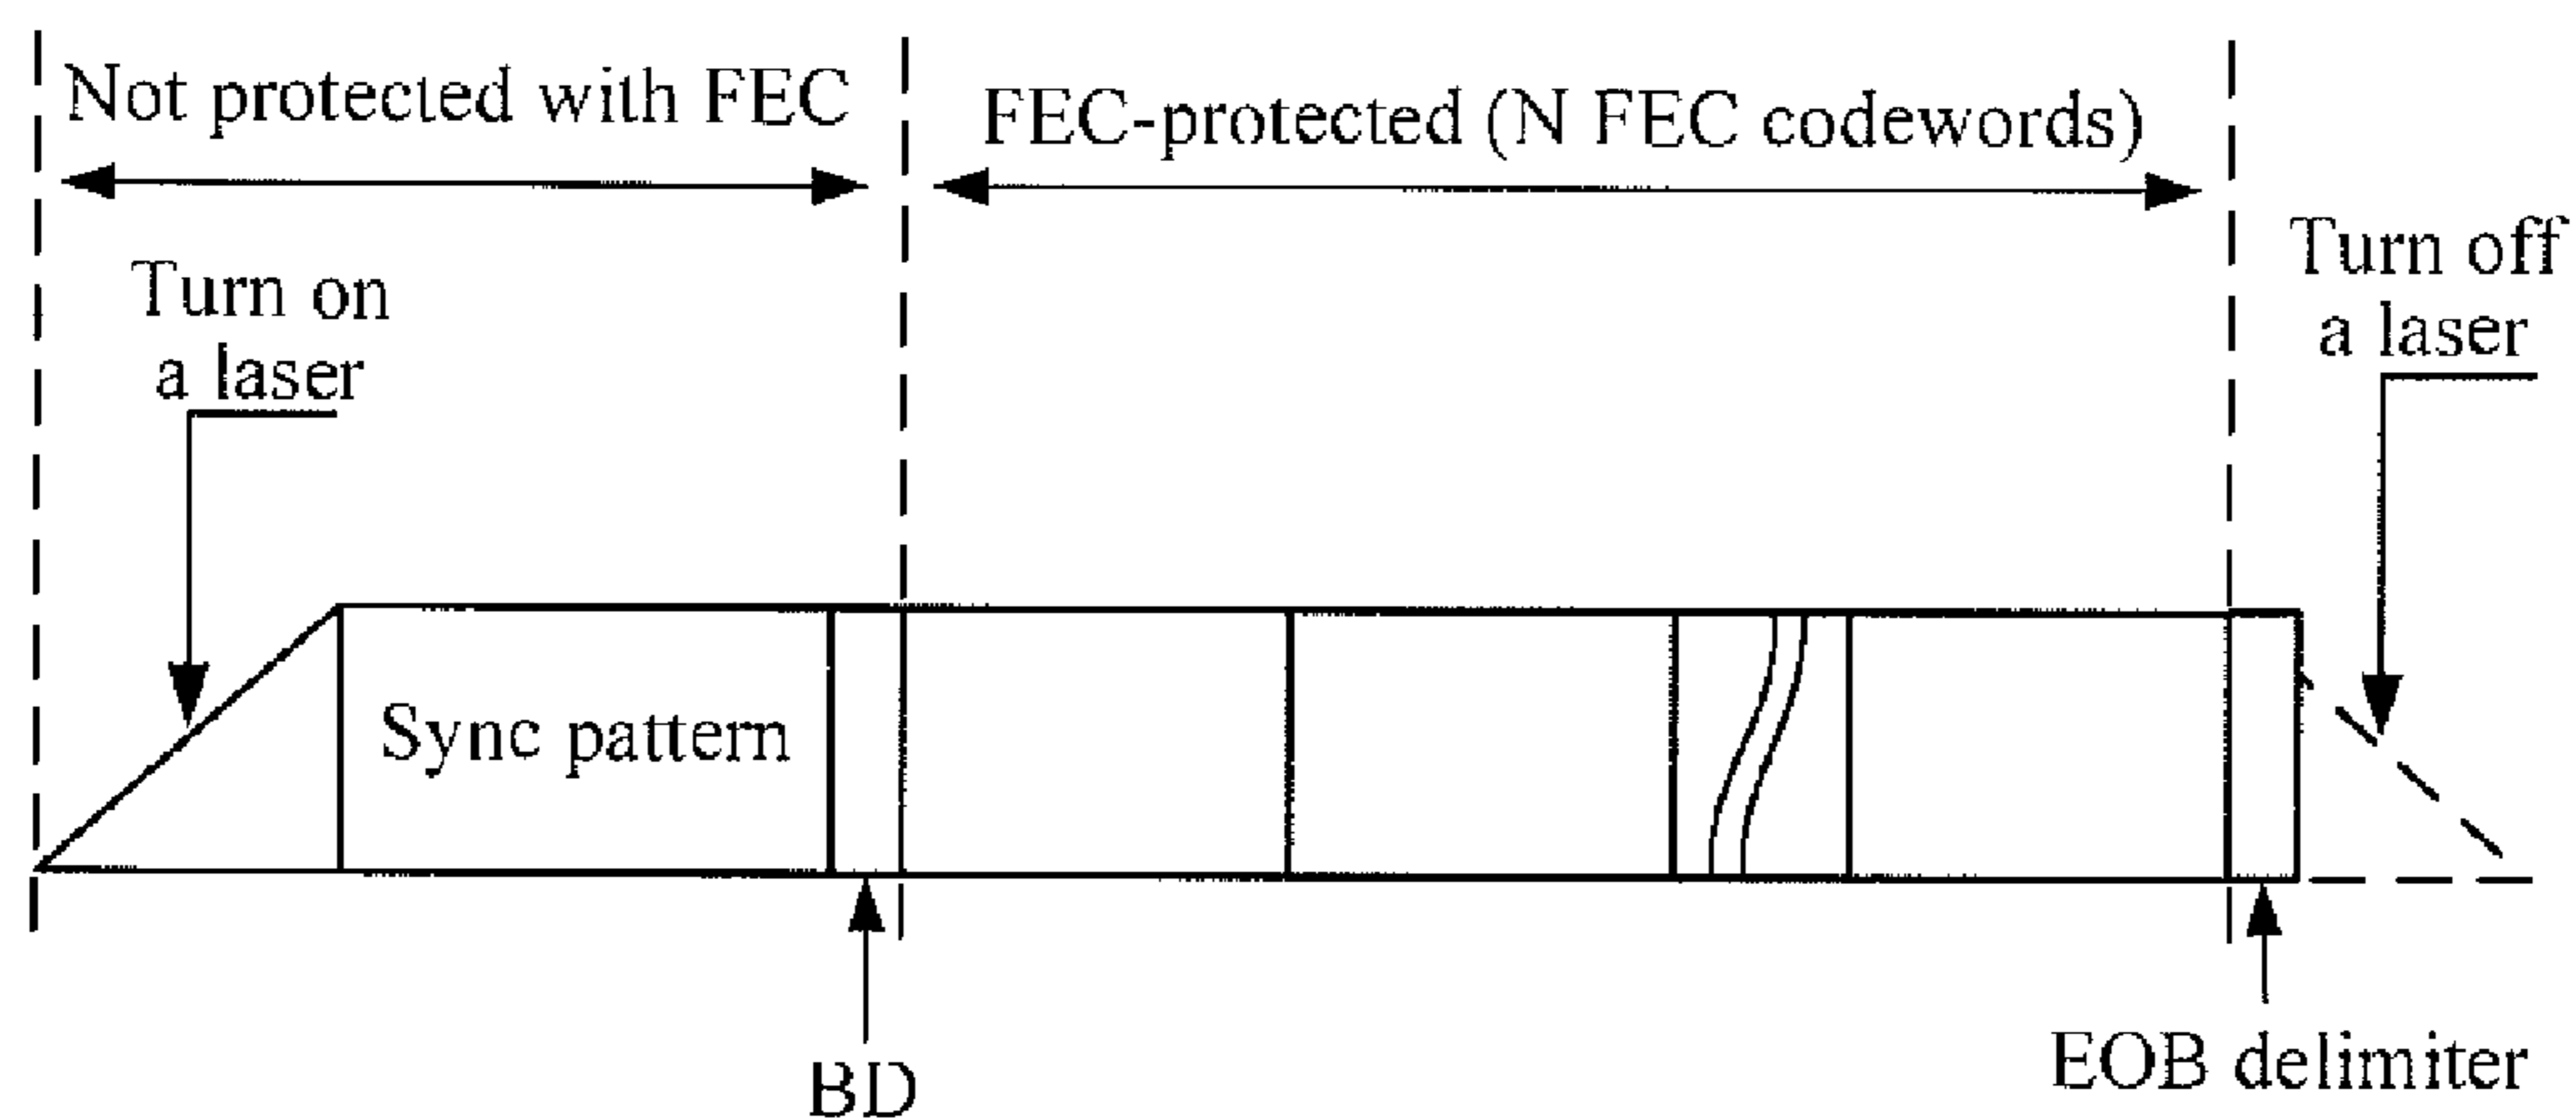 Not protected with FEC
FEC-protected (N FEC codewords)
Turn on
a laser
Turn off
a laser
Sync pattern
BD
EOB delimiter